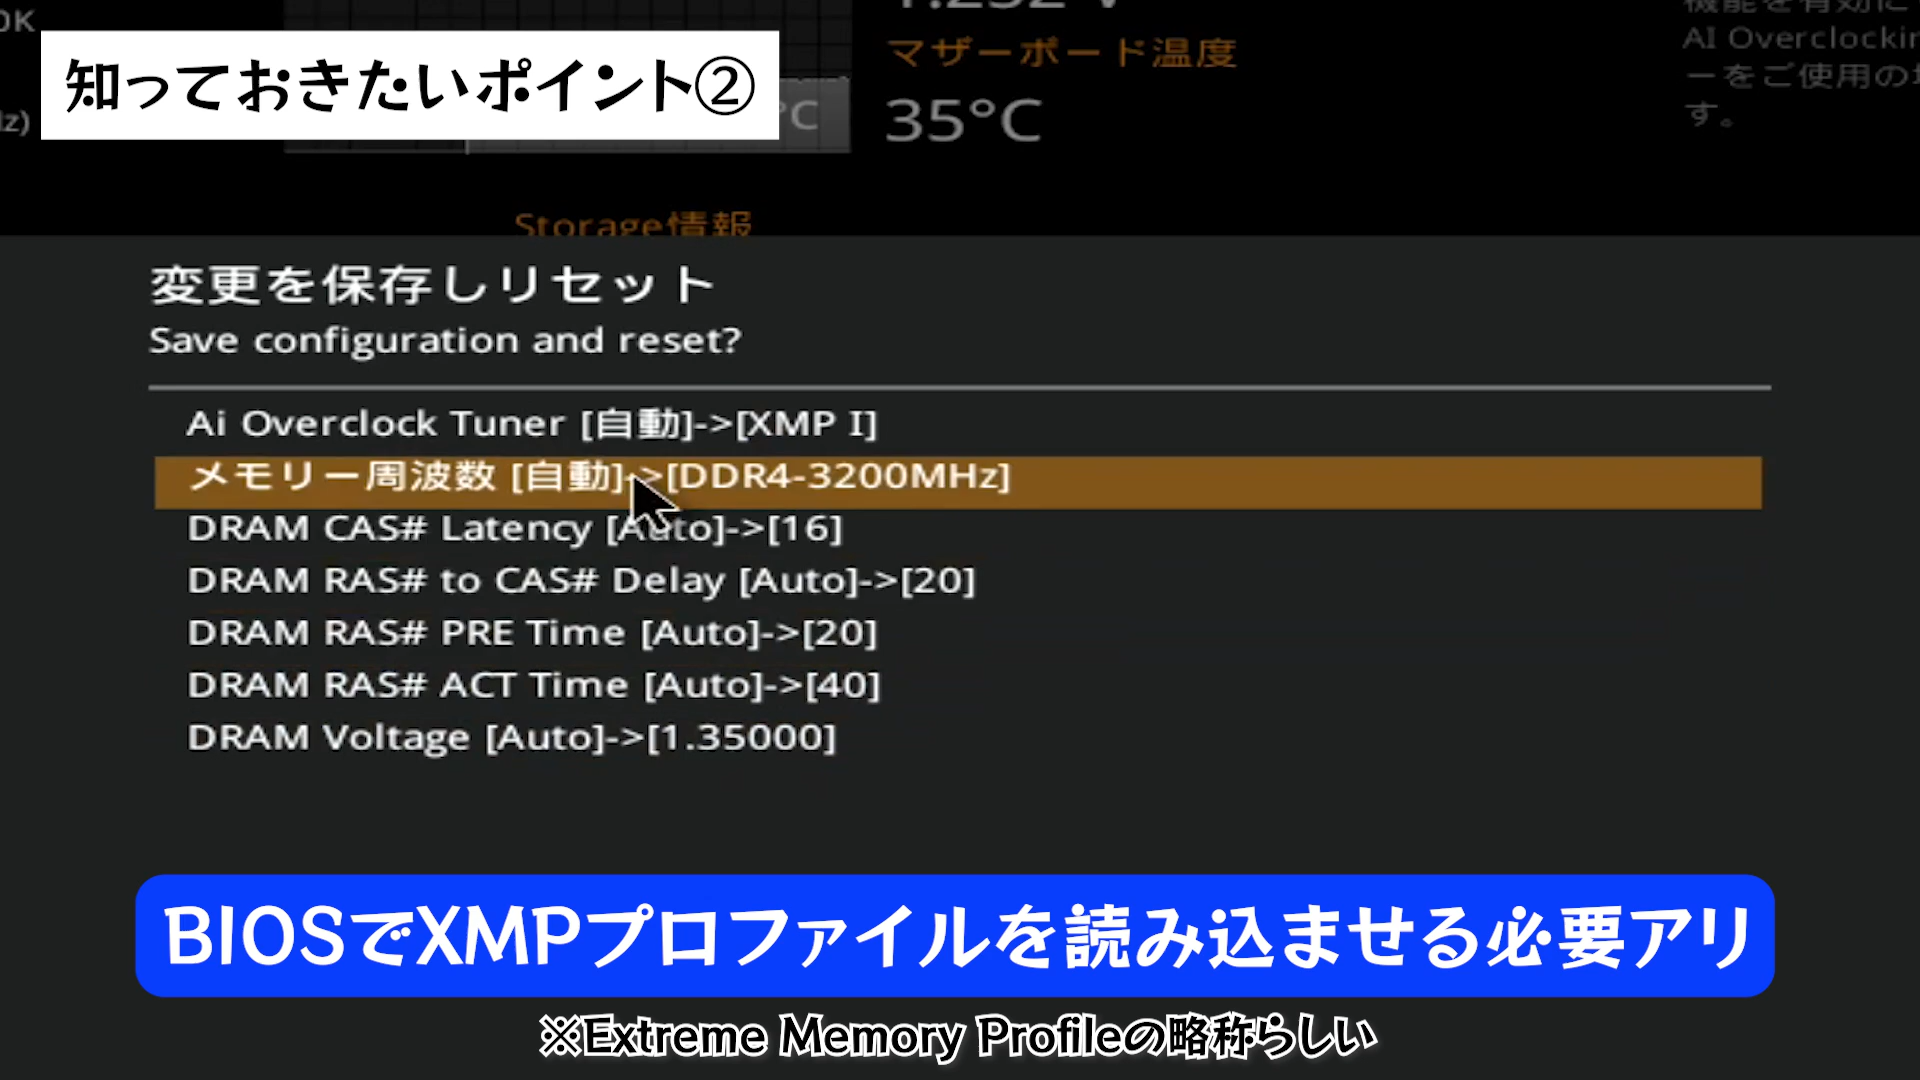 知っておきたいポイント②
°C
マザーボード温度
35°C
AI Overclockin
ーをご使用の
す。
Storage情報
変更を保存しリセット
Save configuration and reset?
Ai Overclock Tuner [自動]->[XMP I]
メモリー周波数 [自動]->[DDR4-3200MHz]
DRAM CAS# Latency [Auto]->[16]
DRAM RAS# to CAS# Delay [Auto]->[20]
DRAM RAS# PRE Time [Auto]->[20]
DRAM RAS# ACT Time [Auto]->[40]
DRAM Voltage [Auto]->[1.35000]
BIOSでXMPプロファイルを読み込ませる必要アリ
※Extreme Memory Profileの略称らしい